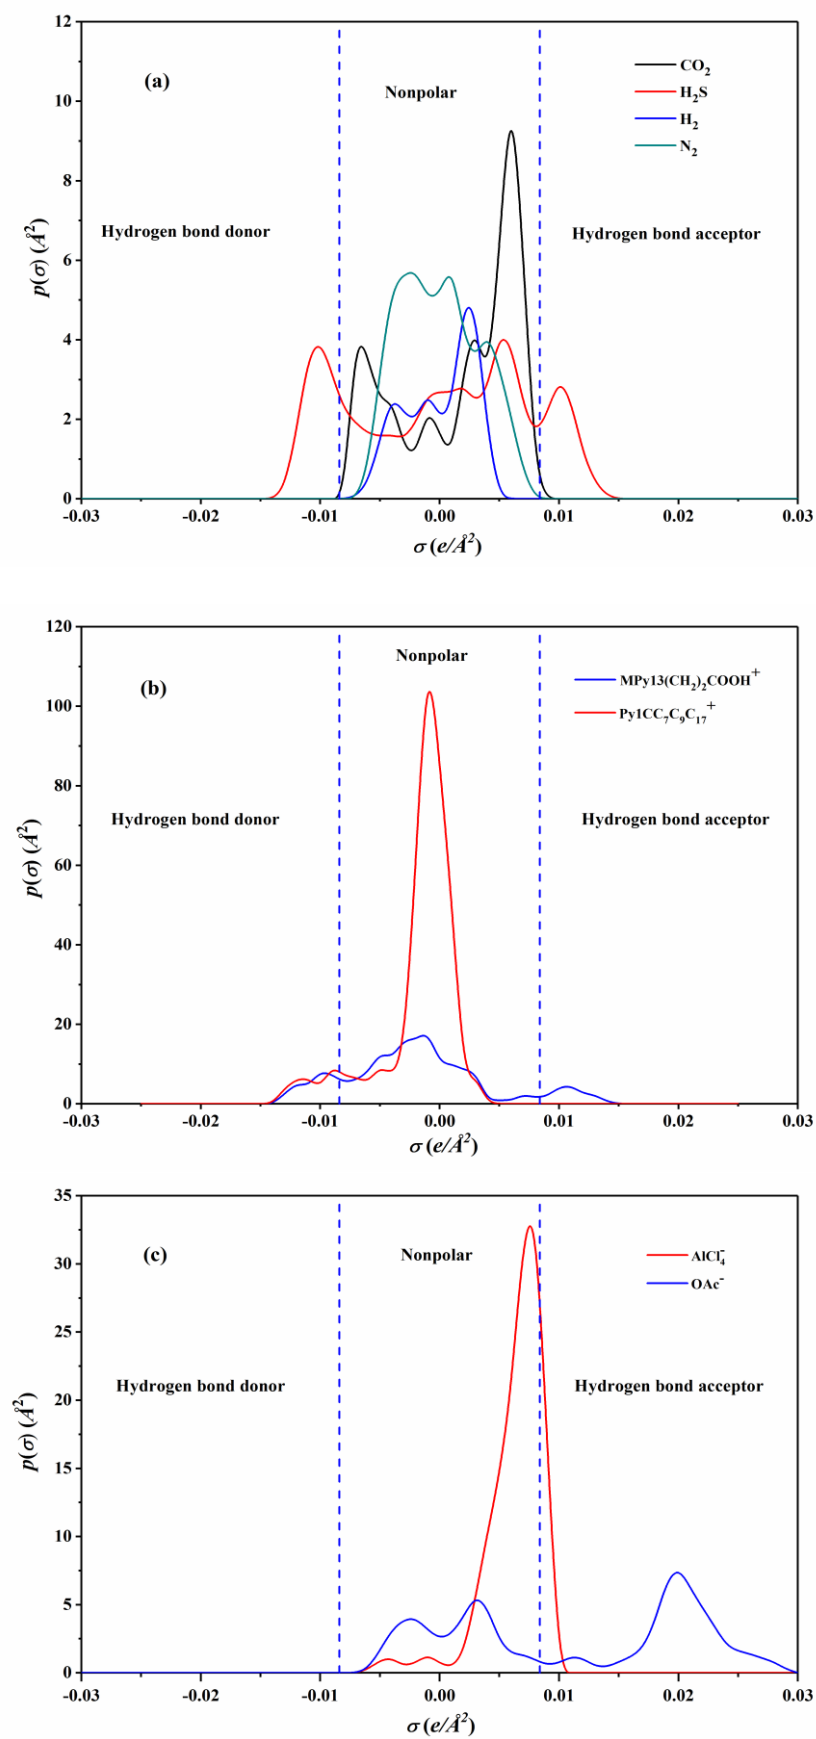 12
(a)
CO₂
Nonpolar
H₂S
10
H₂
N₂
8
Hydrogen bond donor
Hydrogen bond acceptor
p(σ) (Å²)
6
4
2
0
-0.03 -0.02 -0.01 0.00 0.01 0.02 0.03
σ (e/Å²)
120
Nonpolar
(b)
MPy13(CH₂)₂COOH⁺
100
Py1CC₇C₉C₁₇⁺
80
Hydrogen bond donor
Hydrogen bond acceptor
p(σ) (Å²)
60
40
20
0
-0.03 -0.02 -0.01 0.00 0.01 0.02 0.03
σ (e/Å²)
35
(c)
Nonpolar
AlCl₄⁻
30
OAc⁻
25
Hydrogen bond donor
Hydrogen bond acceptor
p(σ) (Å²)
20
15
10
5
0
-0.03 -0.02 -0.01 0.00 0.01 0.02 0.03
σ (e/Å²)